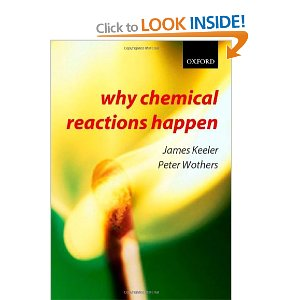 Click to
LOOK INSIDE!
OXFORD
why chemical
reactions happen
James Keeler
Peter Wothers